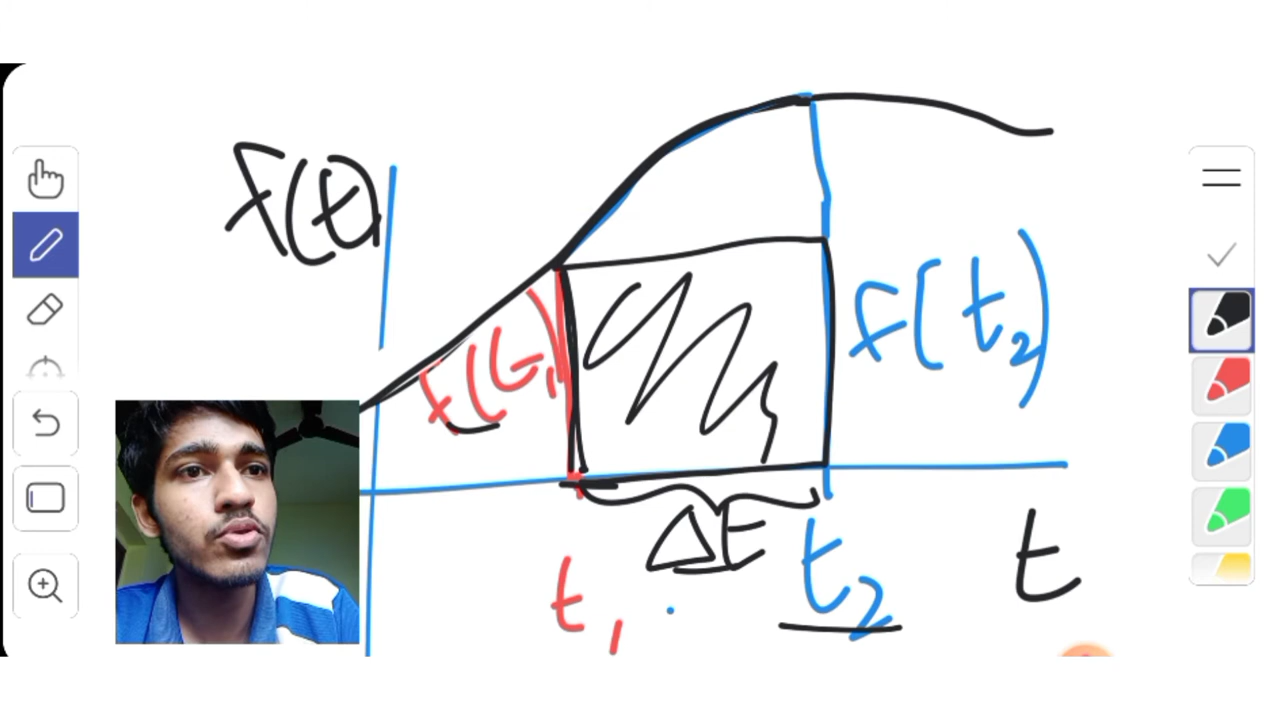 f(t)
f(t₁)
f(t₂)
Δt
t₁
t₂
t